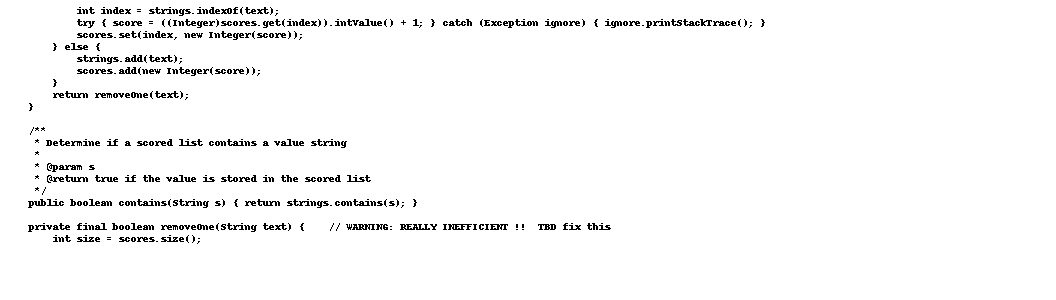 int index = strings.indexOf(text);
        try { score = ((Integer)scores.get(index)).intValue() + 1; } catch (Exception ignore) { ignore.printStackTrace(); }
        scores.set(index, new Integer(score));
    } else {
        strings.add(text);
        scores.add(new Integer(score));
    }
    return removeOne(text);
}

/**
 * Determine if a scored list contains a value string
 *
 * @param s
 * @return true if the value is stored in the scored list
 */
public boolean contains(String s) { return strings.contains(s); }

private final boolean removeOne(String text) {    // WARNING: REALLY INEFFICIENT !!  TBD fix this
    int size = scores.size();